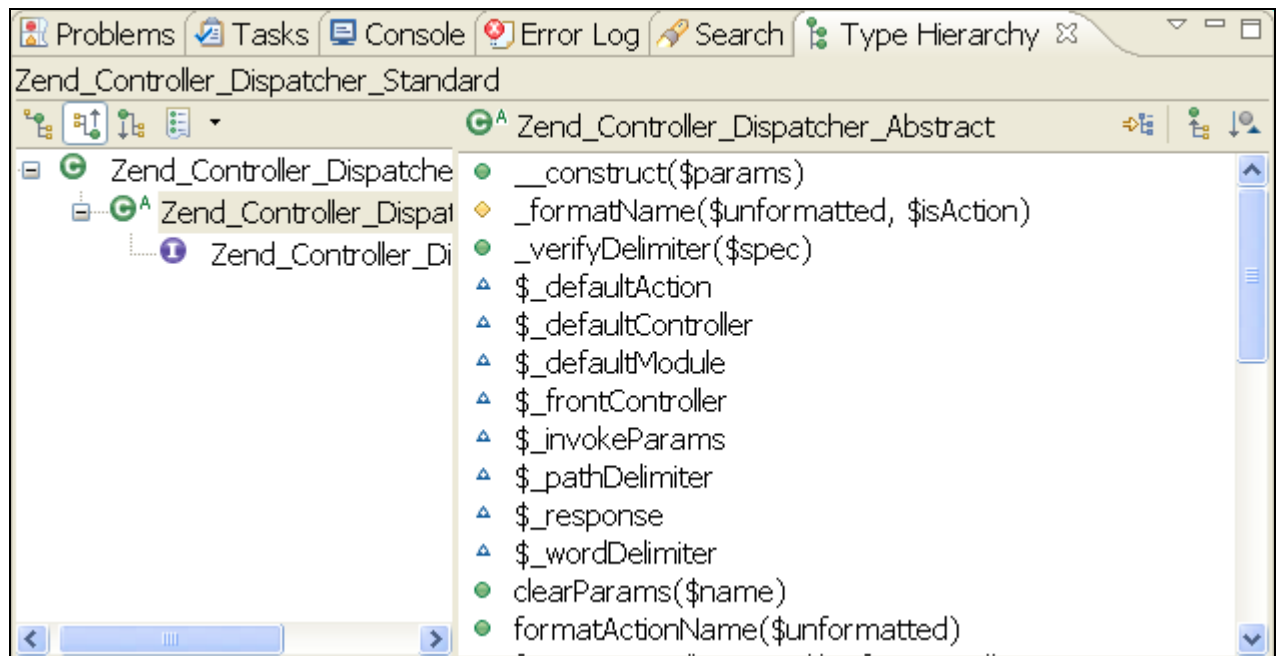 Problems Tasks Console Error Log Search Type Hierarchy
Zend_Controller_Dispatcher_Standard
Zend_Controller_Dispatcher_Abstract
Zend_Controller_Dispatche
Zend_Controller_Dispat
Zend_Controller_Di
__construct($params)
_formatName($unformatted, $isAction)
_verifyDelimiter($spec)
$_defaultAction
$_defaultController
$_defaultModule
$_frontController
$_invokeParams
$_pathDelimiter
$_response
$_wordDelimiter
clearParams($name)
formatActionName($unformatted)